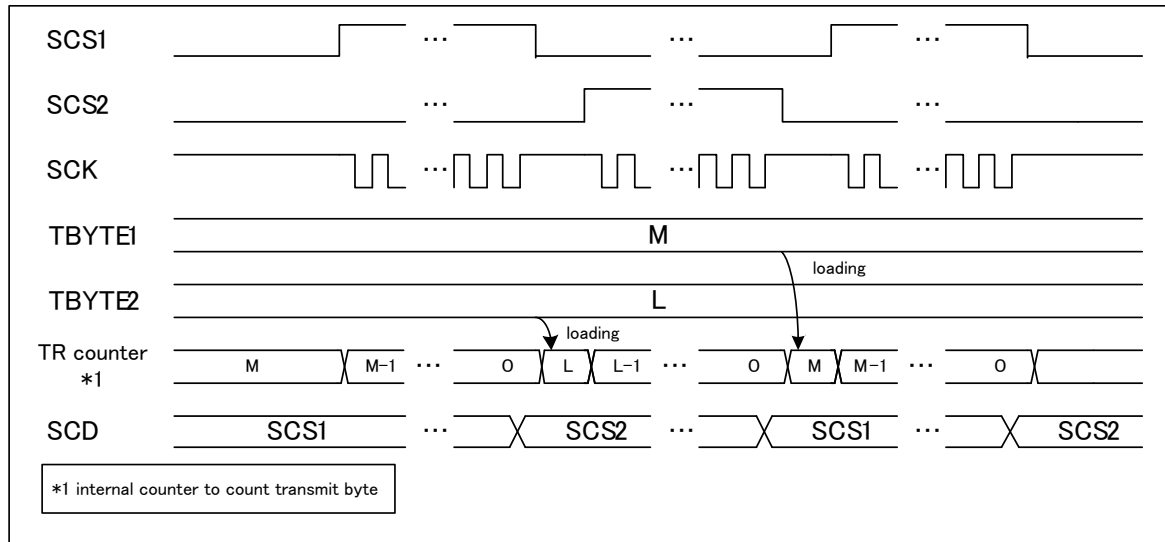 SCS1 ··· ··· ···
SCS2 ··· ··· ···
SCK ··· ··· ···
TBYTE1 M
loading
TBYTE2 L
loading
TR counter
*1
M M-1 ··· 0 L L-1 ··· 0 M M-1 ··· 0
SCD SCS1 ··· SCS2 ··· SCS1 ··· SCS2
*1 internal counter to count transmit byte